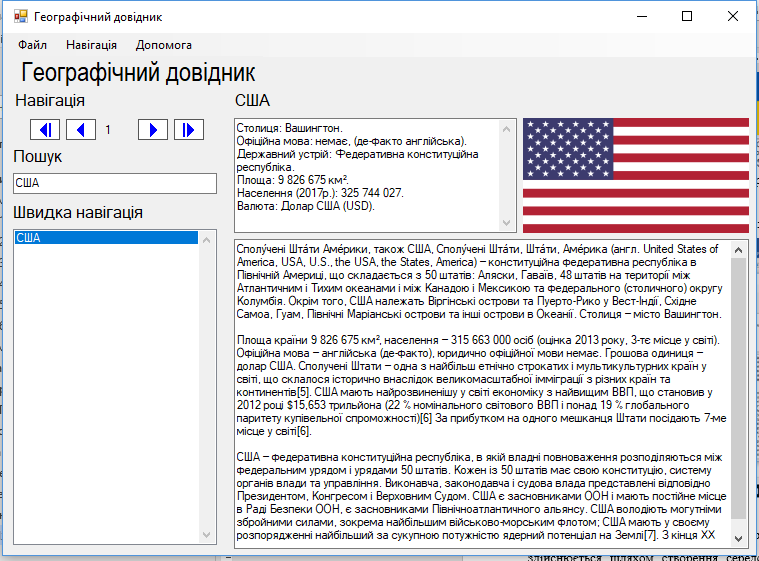 Географічний довідник
Файл Навігація Допомога
Географічний довідник
Навігація
1
Пошук
США
Швидка навігація
США
США
Столиця: Вашингтон.
Офіційна мова: немає, (де-факто англійська).
Державний устрій: Федеративна конституційна
республіка.
Площа: 9 826 675 км².
Населення (2017р.): 325 744 027.
Валюта: Долар США (USD).
Сполу́чені Шта́ти Аме́рики, також США, Сполу́чені Шта́ти, Шта́ти, Аме́рика (англ. United States of
America, USA, U.S., the USA, the States, America) – конституційна федеративна республіка в
Північній Америці, що складається з 50 штатів: Аляски, Гаваїв, 48 штатів на території між
Атлантичним і Тихим океанами і між Канадою і Мексикою та федерального (столичного) округу
Колумбія. Окрім того, США належать Віргінські острови та Пуерто-Рико у Вест-Індії, Східне
Самоа, Гуам, Північні Маріанські острови та інші острови в Океанії. Столиця – місто Вашингтон.
Площа країни 9 826 675 км², населення – 315 663 000 осіб (оцінка 2013 року, 3-тє місце у світі).
Офіційна мова – англійська (де-факто), юридично офіційної мови немає. Грошова одиниця –
долар США. Сполучені Штати – одна з найбільш етнічно строкатих і мультикультурних країн у
світі, що склалося історично внаслідок великомасштабної імміграції з різних країн та
континентів[5]. США мають найрозвиненішу у світі економіку з найвищим ВВП, що становив у
2012 році $15,653 трильйона (22 % номінального світового ВВП і понад 19 % глобального
паритету купівельної спроможності)[6] За прибутком на одного мешканця Штати посідають 7-ме
місце у світі[6].
США – федеративна конституційна республіка, в якій владні повноваження розподіляються між
федеральним урядом і урядами 50 штатів. Кожен із 50 штатів має свою конституцію, систему
органів влади та управління. Виконавча, законодавча і судова влада представлені відповідно
Президентом, Конгресом і Верховним Судом. США є засновниками ООН і мають постійне місце
в Раді Безпеки ООН, є засновниками Північноатлантичного альянсу. США володіють могутніми
збройними силами, зокрема найбільшим військово-морським флотом; США мають у своєму
розпорядженні найбільший за сукупною потужністю ядерний потенціал на Землі[7]. З кінця XX
здійснюється шляхом створення серед